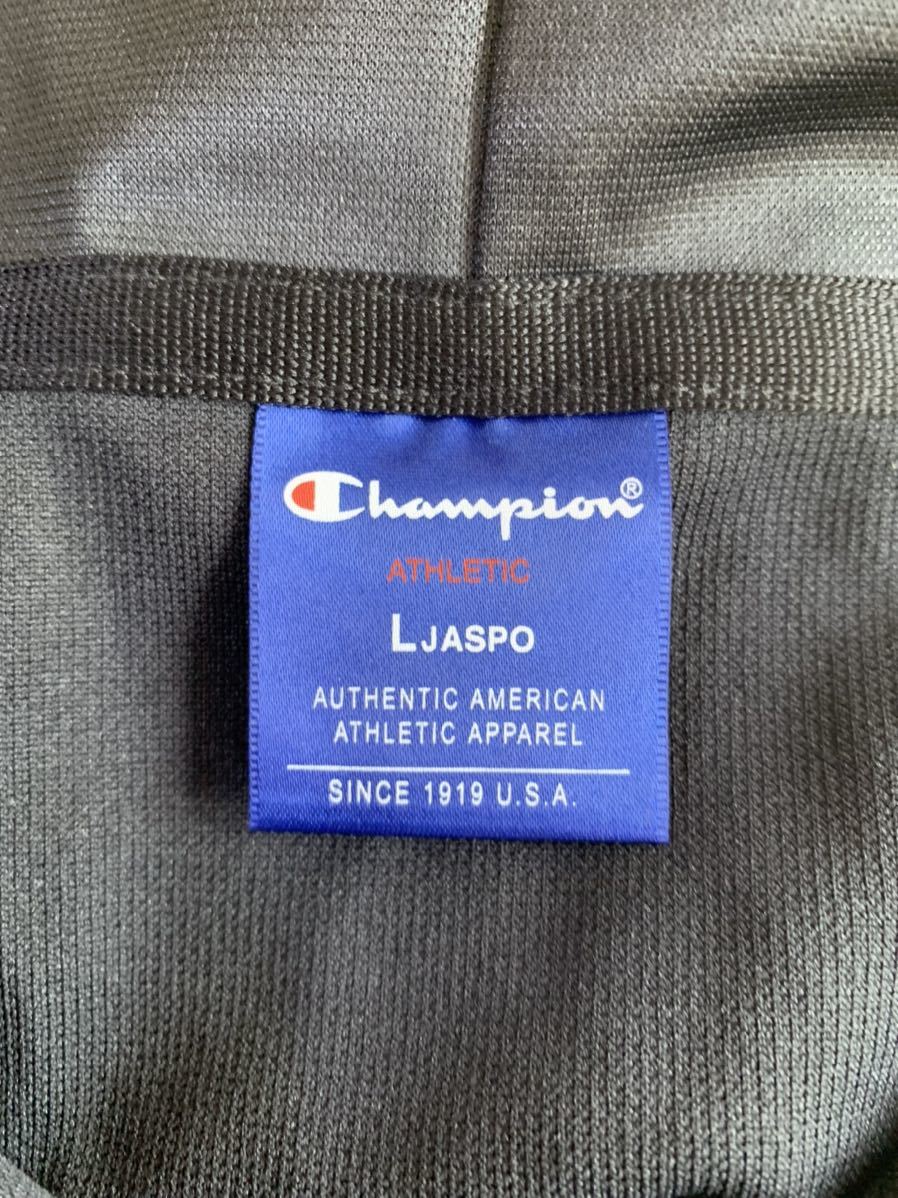 Champion®
ATHLETIC
L JASPO
AUTHENTIC AMERICAN
ATHLETIC APPAREL
SINCE 1919 U.S.A.